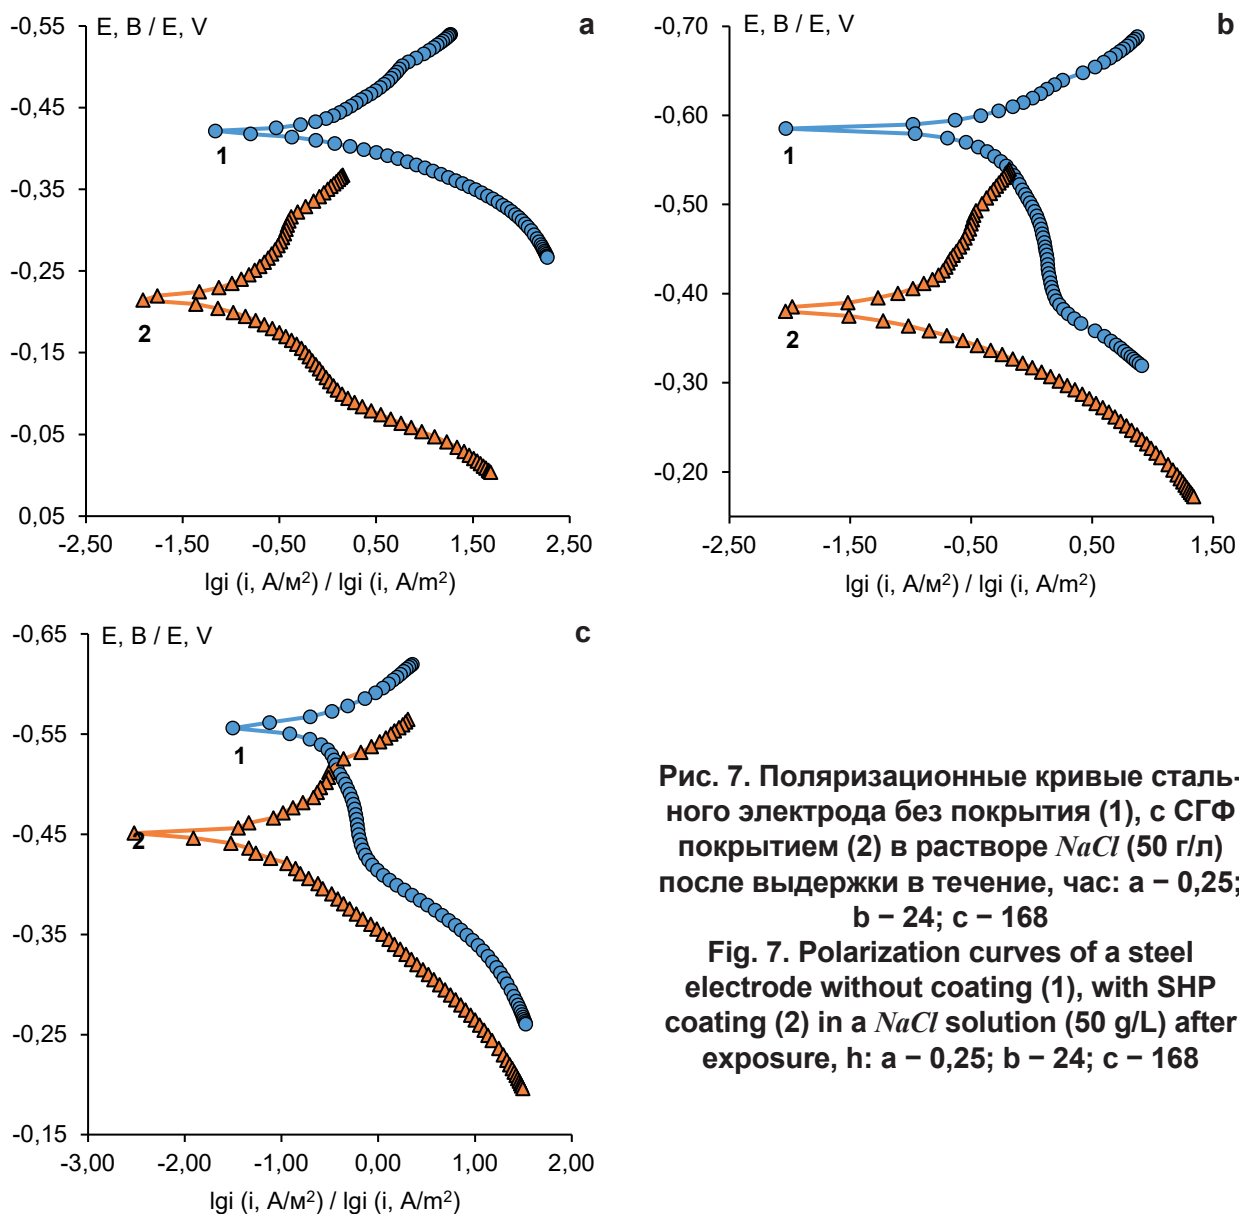 E, В / E, V
a
-0,55
-0,45
-0,35
-0,25
-0,15
-0,05
0,05
1
2
-2,50 -1,50 -0,50 0,50 1,50 2,50
lgi (i, А/м²) / lgi (i, A/m²)
E, В / E, V
b
-0,70
-0,60
-0,50
-0,40
-0,30
-0,20
1
2
-2,50 -1,50 -0,50 0,50 1,50
lgi (i, А/м²) / lgi (i, A/m²)
E, В / E, V
c
-0,65
-0,55
-0,45
-0,35
-0,25
-0,15
1
2
-3,00 -2,00 -1,00 0,00 1,00 2,00
lgi (i, А/м²) / lgi (i, A/m²)
Рис. 7. Поляризационные кривые сталь-
ного электрода без покрытия (1), с СГФ
покрытием (2) в растворе NaCl (50 г/л)
после выдержки в течение, час: a – 0,25;
b – 24; c – 168
Fig. 7. Polarization curves of a steel
electrode without coating (1), with SHP
coating (2) in a NaCl solution (50 g/L) after
exposure, h: a – 0,25; b – 24; c – 168